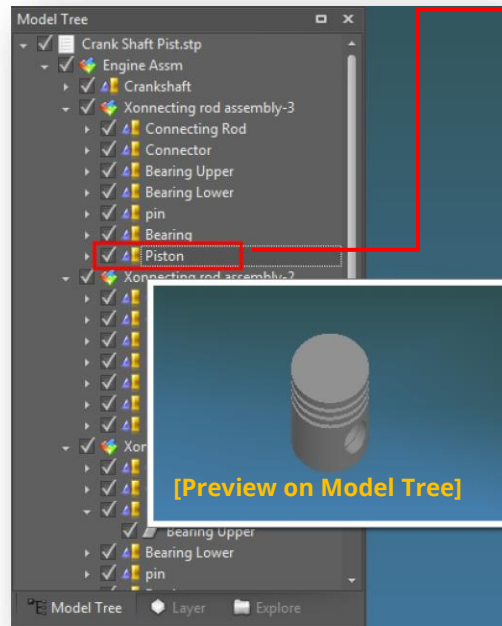 Model Tree
Crank Shaft Pist.stp
Engine Assm
Crankshaft
Xonnecting rod assembly-3
Connecting Rod
Connector
Bearing Upper
Bearing Lower
pin
Bearing
Piston
Xonnecting rod assembly-2
Xon
[Preview on Model Tree]
Bearing Upper
Bearing Lower
pin
Model Tree
Layer
Explore